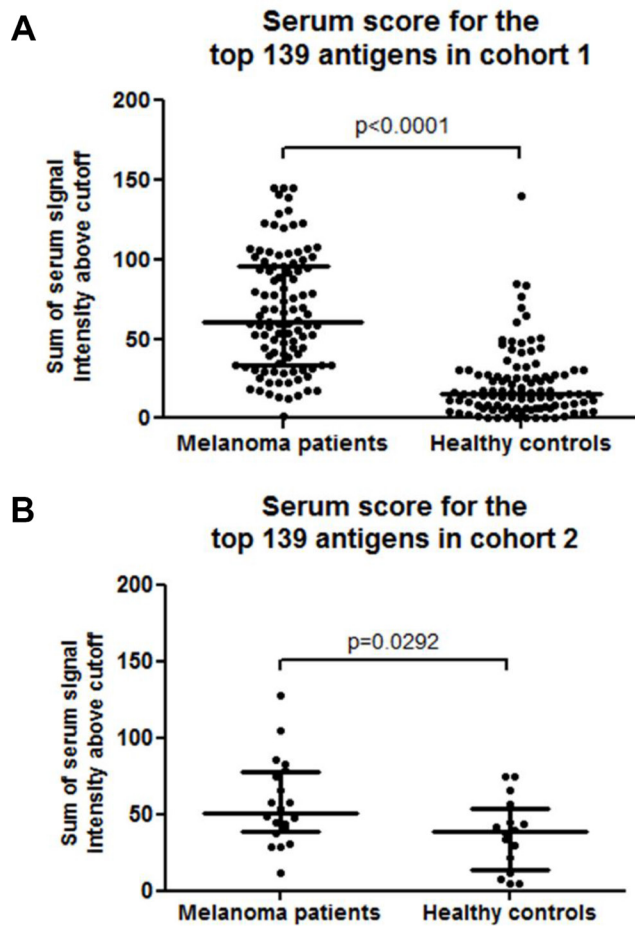 A
Serum score for the
top 139 antigens in cohort 1
Sum of serum signal
intensity above cutoff
200
150
100
50
0
p<0.0001
Melanoma patients
Healthy controls
B
Serum score for the
top 139 antigens in cohort 2
Sum of serum signal
intensity above cutoff
200
150
100
50
0
p=0.0292
Melanoma patients
Healthy controls